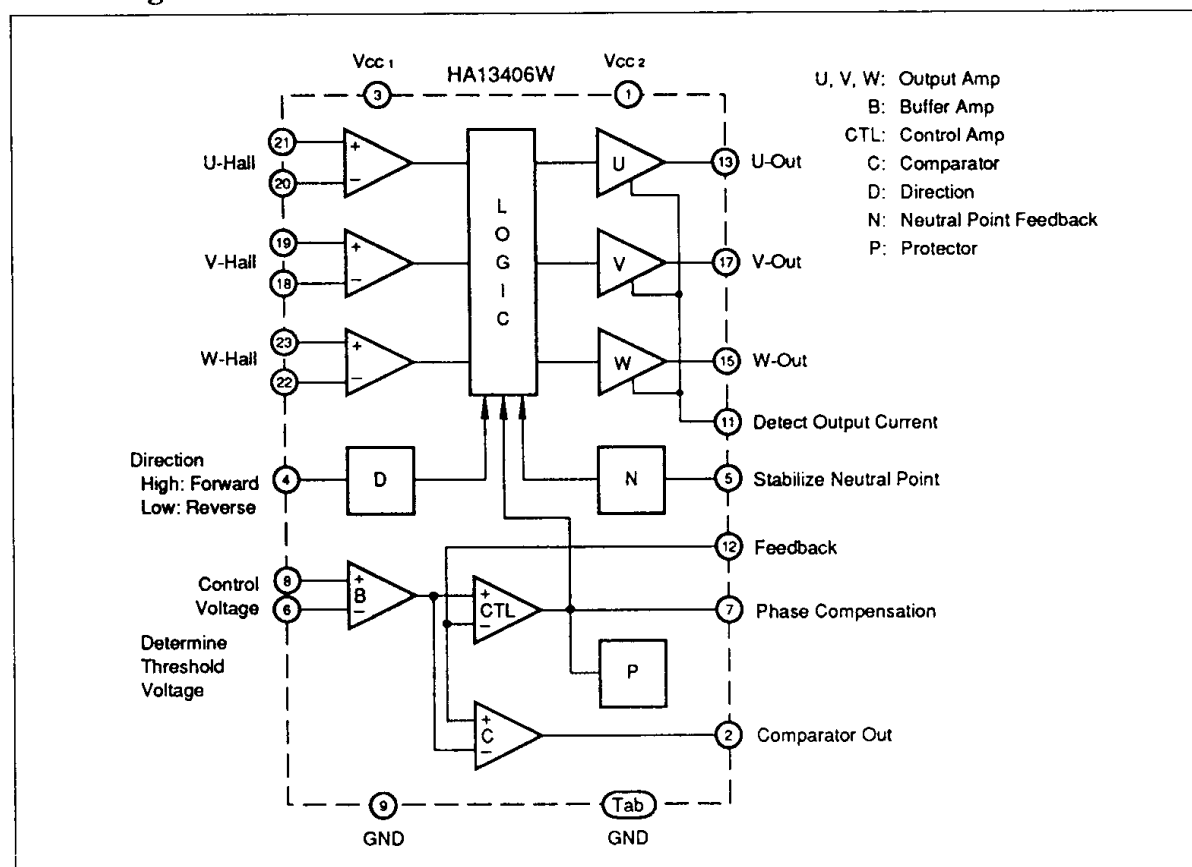 Vcc 1
HA13406W
Vcc 2
3
1
U, V, W: Output Amp
B: Buffer Amp
CTL: Control Amp
C: Comparator
D: Direction
N: Neutral Point Feedback
P: Protector
21
U-Hall
20
+
−
U
13
U-Out
19
V-Hall
18
+
−
V
17
V-Out
23
W-Hall
22
+
−
W
15
W-Out
LOGIC
11
Detect Output Current
Direction
High: Forward
Low: Reverse
4
D
N
5
Stabilize Neutral Point
12
Feedback
Control
Voltage
8
6
+
B
−
+
CTL
−
7
Phase Compensation
Determine
Threshold
Voltage
P
+
C
−
2
Comparator Out
9
GND
Tab
GND